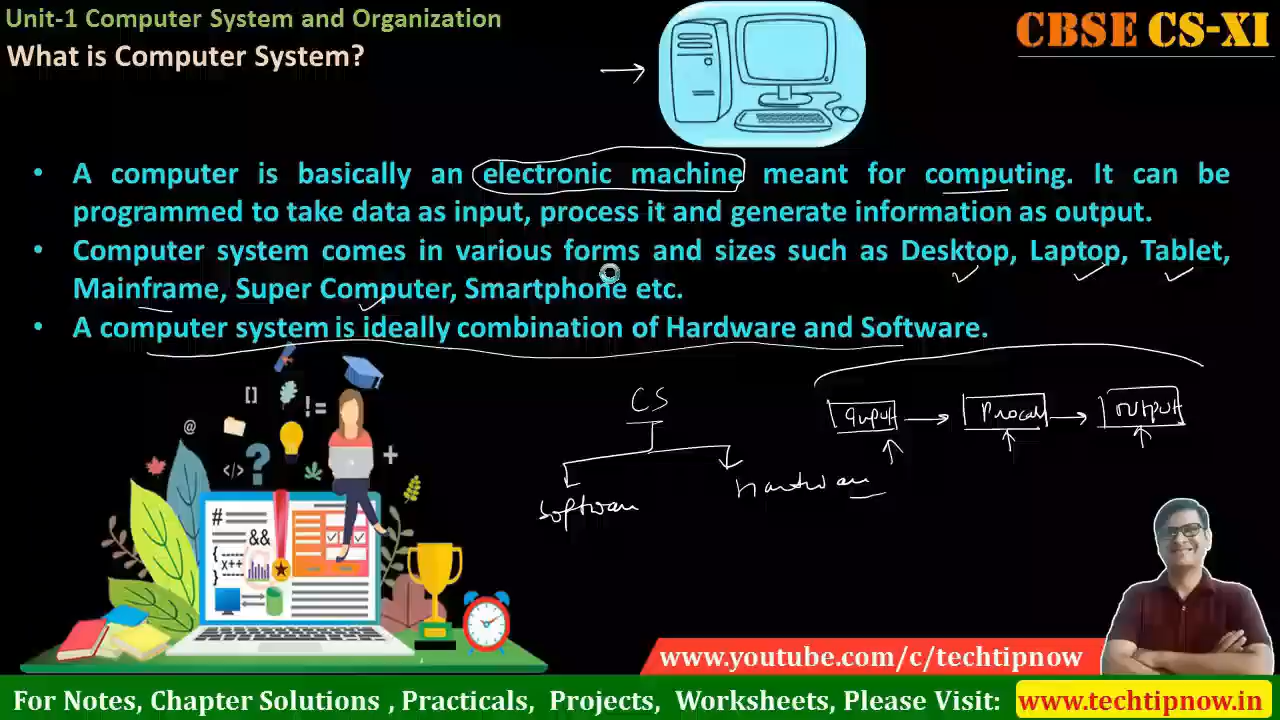 Unit-1 Computer System and Organization
What is Computer System?
CBSE CS-XI
• A computer is basically an electronic machine meant for computing. It can be
programmed to take data as input, process it and generate information as output.
• Computer system comes in various forms and sizes such as Desktop, Laptop, Tablet,
Mainframe, Super Computer, Smartphone etc.
• A computer system is ideally combination of Hardware and Software.
CS
Software
Hardware
Input
Process
Output
[]
!=
@
</>
?
+
#
&&
{
x++
}
www.youtube.com/c/techtipnow
For Notes, Chapter Solutions , Practicals, Projects, Worksheets, Please Visit: www.techtipnow.in